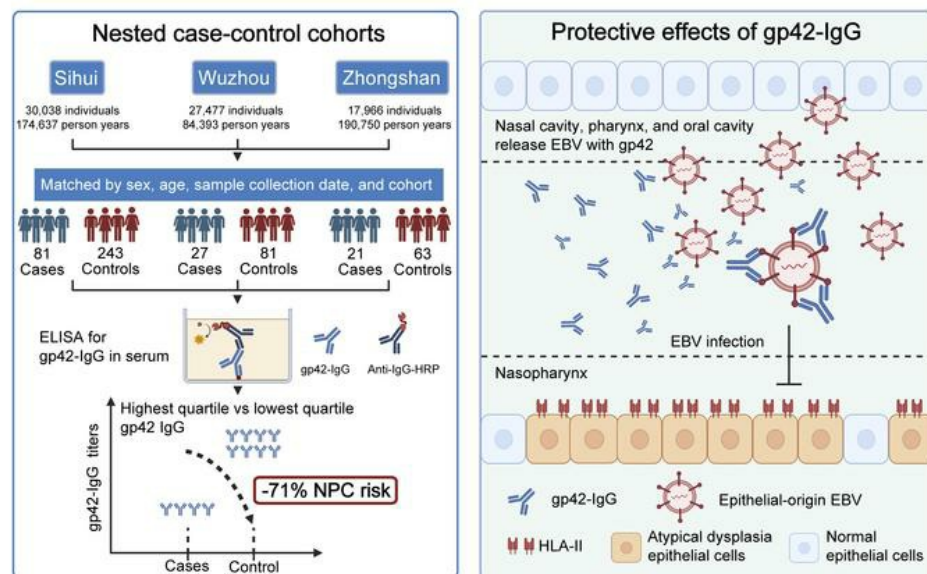 Nested case-control cohorts
Sihui
Wuzhou
Zhongshan
30,038 individuals
174,637 person years
27,477 individuals
84,393 person years
17,966 individuals
190,750 person years
Matched by sex, age, sample collection date, and cohort
81
Cases
243
Controls
27
Cases
81
Controls
21
Cases
63
Controls
ELISA for
gp42-IgG in serum
gp42-IgG
Anti-IgG-HRP
Highest quartile vs lowest quartile
gp42 IgG
gp42-IgG titers
-71% NPC risk
Cases
Control
Protective effects of gp42-IgG
Nasal cavity, pharynx, and oral cavity
release EBV with gp42
EBV infection
Nasopharynx
gp42-IgG
Epithelial-origin EBV
HLA-II
Atypical dysplasia
epithelial cells
Normal
epithelial cells